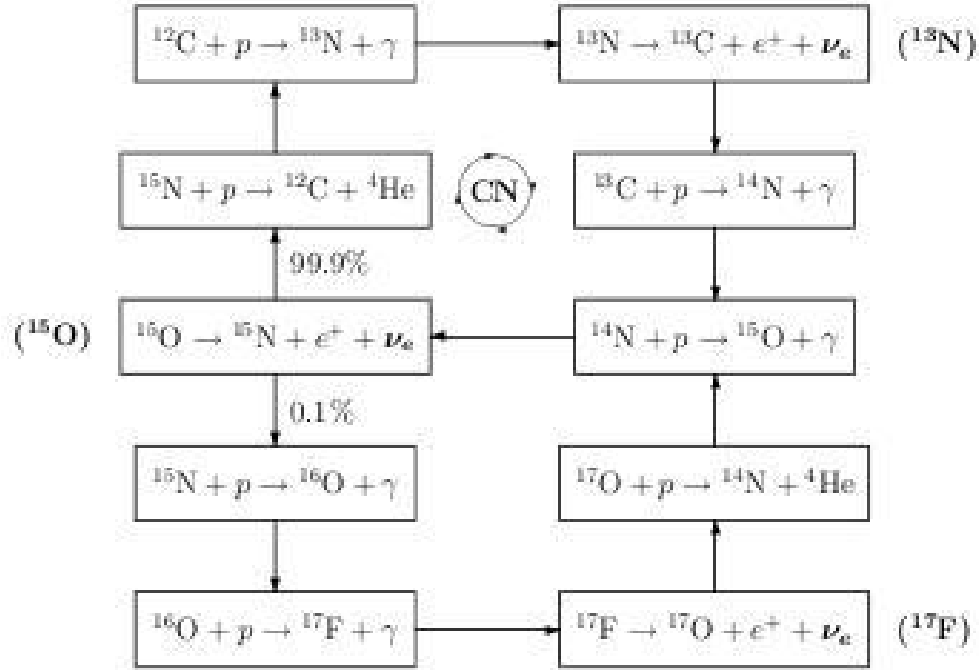 ¹²C + p → ¹³N + γ
¹³N → ¹³C + e⁺ + νₑ (¹³N)
¹⁵N + p → ¹²C + ⁴He
CN
¹³C + p → ¹⁴N + γ
99.9%
(¹⁵O) ¹⁵O → ¹⁵N + e⁺ + νₑ
¹⁴N + p → ¹⁵O + γ
0.1%
¹⁵N + p → ¹⁶O + γ
¹⁷O + p → ¹⁴N + ⁴He
¹⁶O + p → ¹⁷F + γ
¹⁷F → ¹⁷O + e⁺ + νₑ (¹⁷F)